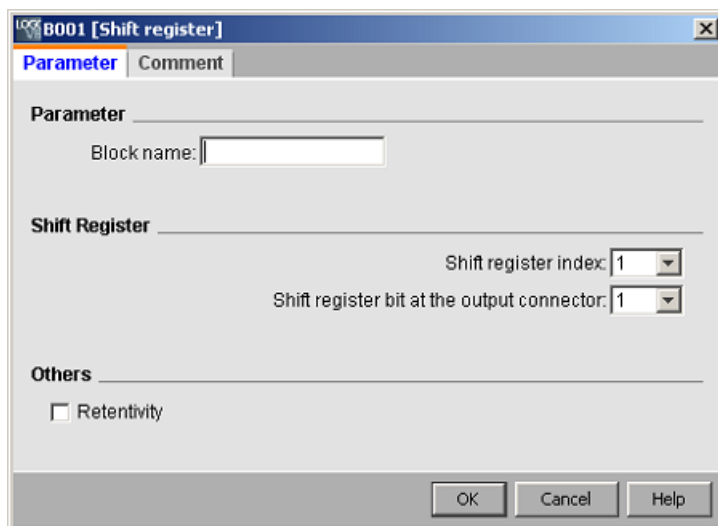 B001 [Shift register]
Parameter Comment
Parameter
Block name:
Shift Register
Shift register index: 1
Shift register bit at the output connector: 1
Others
Retentivity
OK Cancel Help